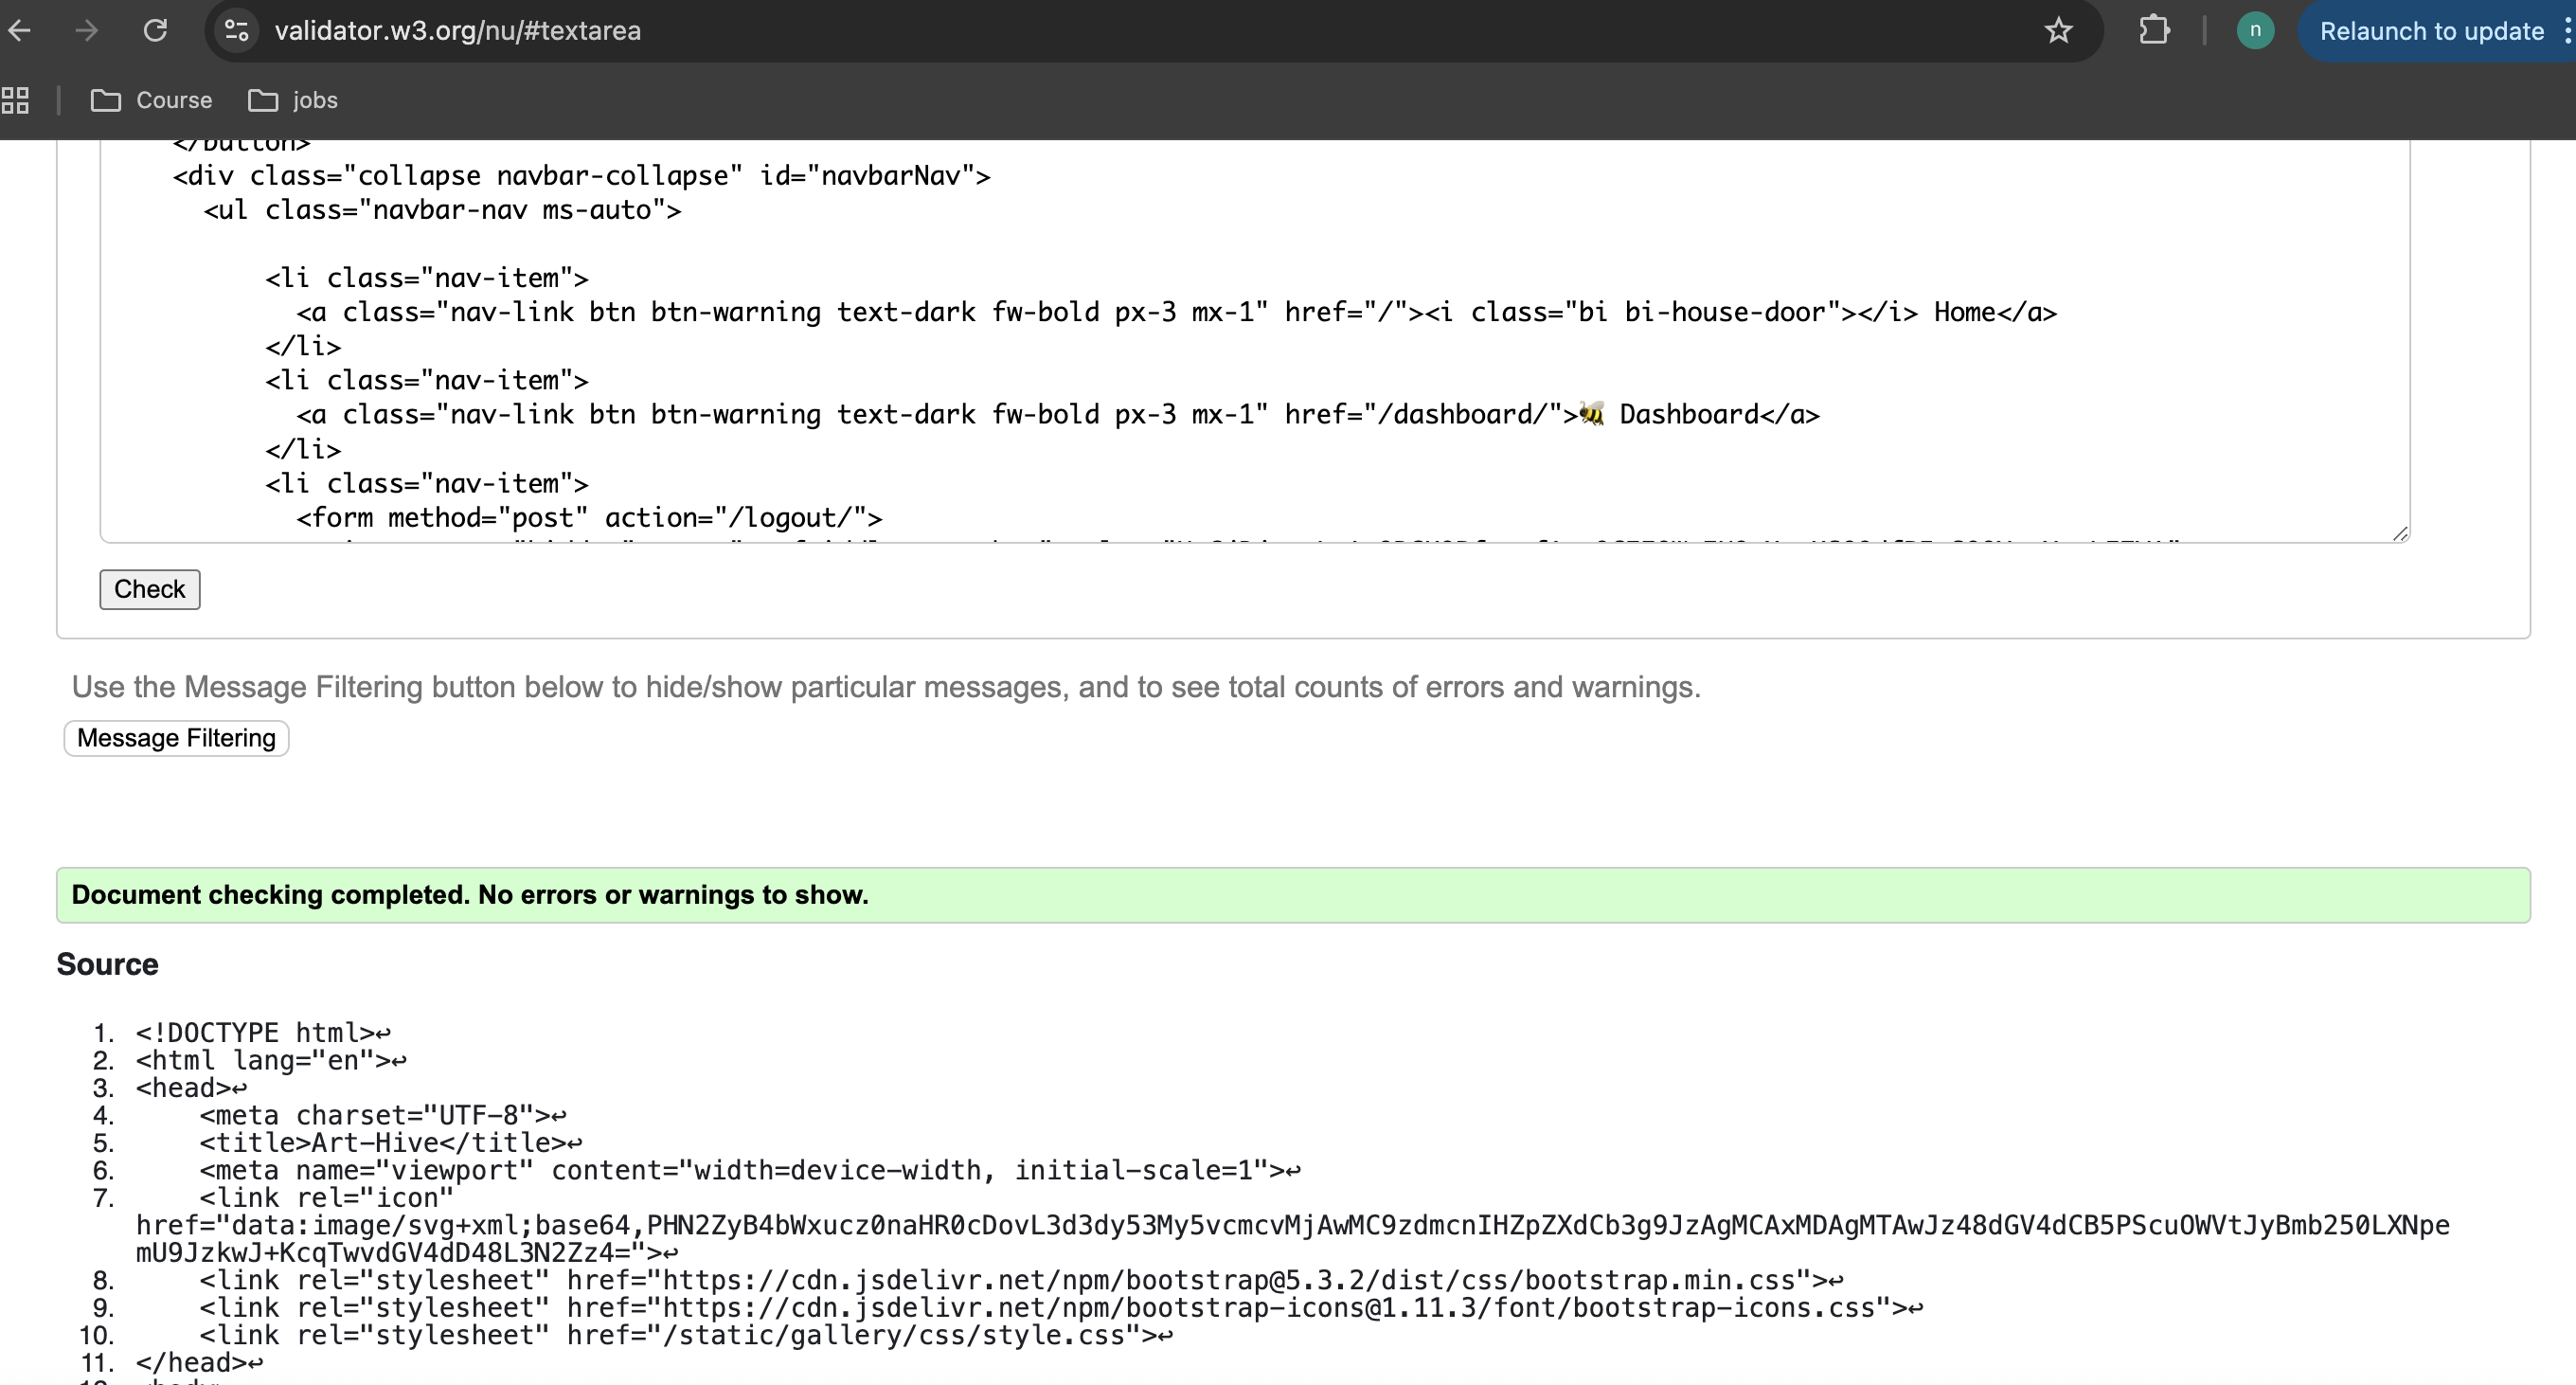 validator.w3.org/nu/#textarea
n
Relaunch to update
Course
jobs
</button>
<div class="collapse navbar-collapse" id="navbarNav">
<ul class="navbar-nav ms-auto">
<li class="nav-item">
<a class="nav-link btn btn-warning text-dark fw-bold px-3 mx-1" href="/"><i class="bi bi-house-door"></i> Home</a>
</li>
<li class="nav-item">
<a class="nav-link btn btn-warning text-dark fw-bold px-3 mx-1" href="/dashboard/">🐝 Dashboard</a>
</li>
<li class="nav-item">
<form method="post" action="/logout/">
Check
Use the Message Filtering button below to hide/show particular messages, and to see total counts of errors and warnings.
Message Filtering
Document checking completed. No errors or warnings to show.
Source
1. <!DOCTYPE html>↩
2. <html lang="en">↩
3. <head>↩
4. <meta charset="UTF-8">↩
5. <title>Art-Hive</title>↩
6. <meta name="viewport" content="width=device-width, initial-scale=1">↩
7. <link rel="icon"
href="data:image/svg+xml;base64,PHN2ZyB4bWxucz0naHR0cDovL3d3dy53My5vcmcvMjAwMC9zdmcnIHZpZXdCb3g9JzAgMCAxMDAgMTAwJz48dGV4dCB5PScuOWVtJyBmb250LXNpe
mU9JzkwJ+KcqTwvdGV4dD48L3N2Zz4=">↩
8. <link rel="stylesheet" href="https://cdn.jsdelivr.net/npm/bootstrap@5.3.2/dist/css/bootstrap.min.css">↩
9. <link rel="stylesheet" href="https://cdn.jsdelivr.net/npm/bootstrap-icons@1.11.3/font/bootstrap-icons.css">↩
10. <link rel="stylesheet" href="/static/gallery/css/style.css">↩
11. </head>↩